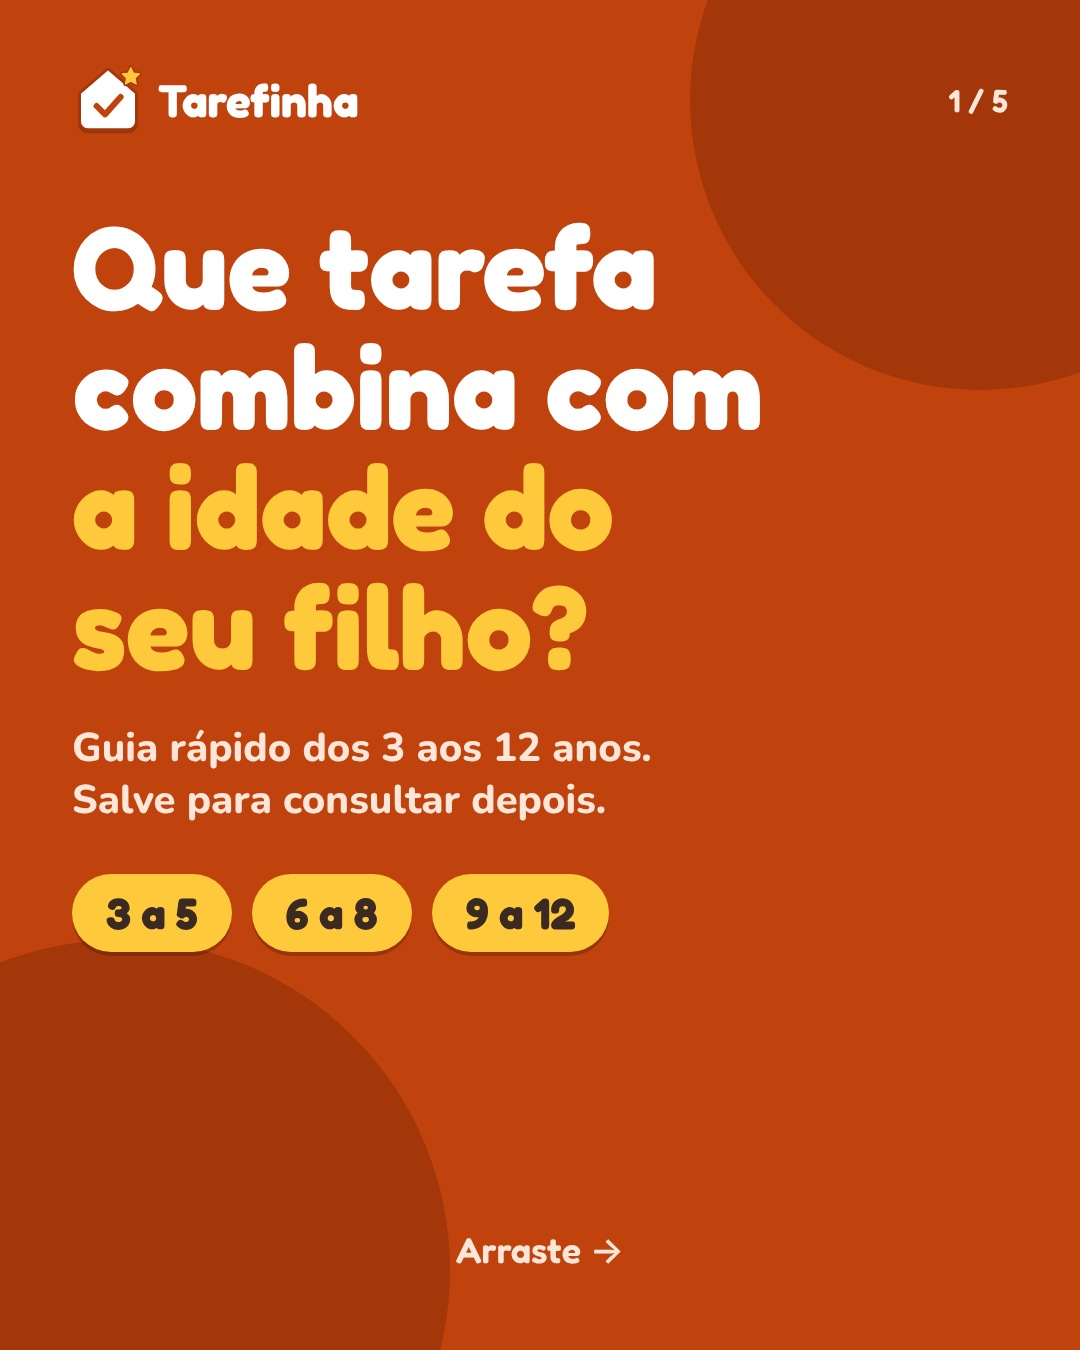 Tarefinha
1 / 5
Que tarefa
combina com
a idade do
seu filho?
Guia rápido dos 3 aos 12 anos.
Salve para consultar depois.
3 a 5
6 a 8
9 a 12
Arraste →